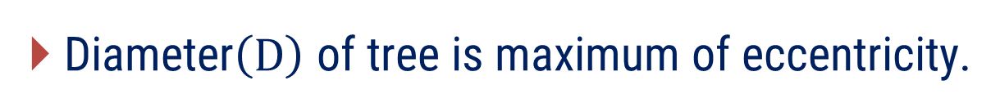 Diameter(D) of tree is maximum of eccentricity.